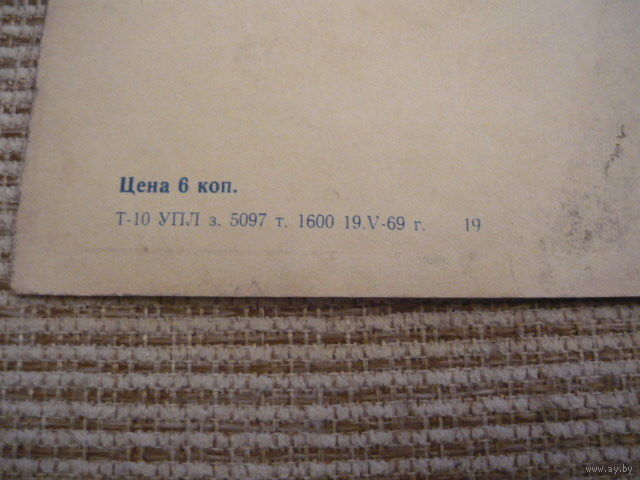 Цена 6 коп.
Т-10 УПЛ з. 5097 т. 1600 19.V-69 г. 19
www.ay.by